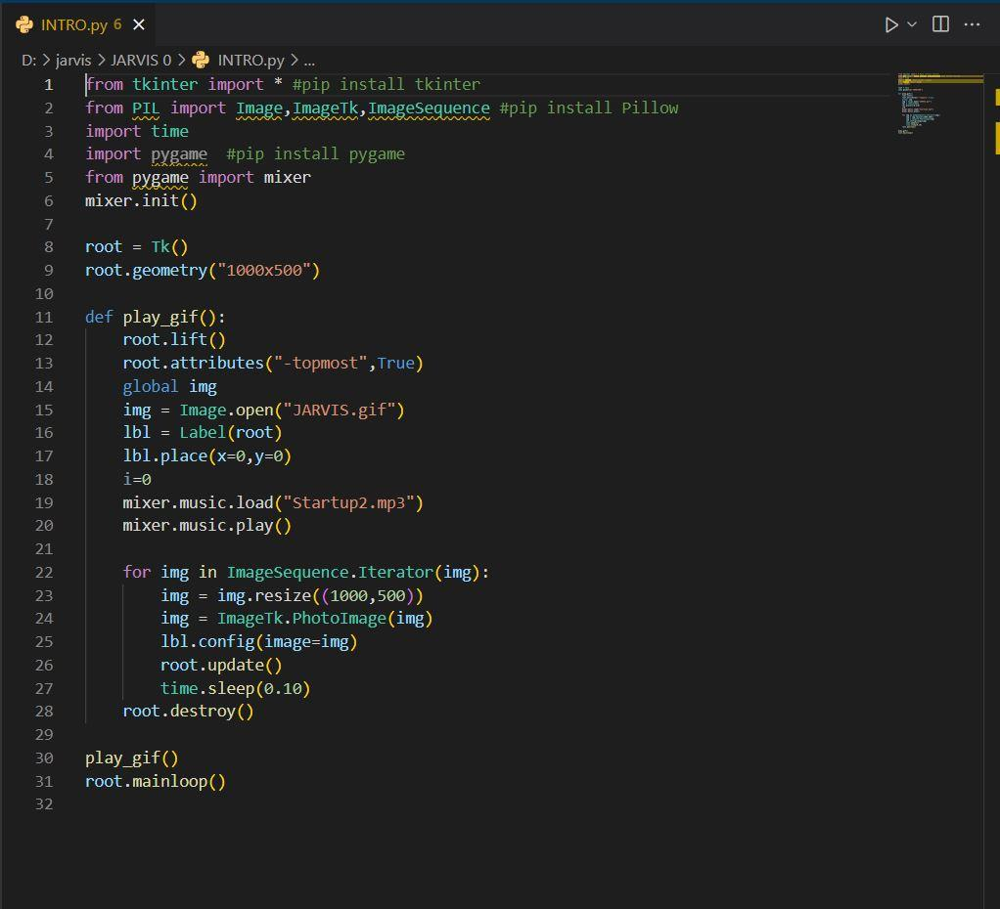 INTRO.py 6
D: > jarvis > JARVIS 0 > INTRO.py > ...
1 from tkinter import * #pip install tkinter
2 from PIL import Image,ImageTk,ImageSequence #pip install Pillow
3 import time
4 import pygame  #pip install pygame
5 from pygame import mixer
6 mixer.init()
7
8 root = Tk()
9 root.geometry("1000x500")
10
11 def play_gif():
12     root.lift()
13     root.attributes("-topmost",True)
14     global img
15     img = Image.open("JARVIS.gif")
16     lbl = Label(root)
17     lbl.place(x=0,y=0)
18     i=0
19     mixer.music.load("Startup2.mp3")
20     mixer.music.play()
21
22     for img in ImageSequence.Iterator(img):
23         img = img.resize((1000,500))
24         img = ImageTk.PhotoImage(img)
25         lbl.config(image=img)
26         root.update()
27         time.sleep(0.10)
28     root.destroy()
29
30 play_gif()
31 root.mainloop()
32